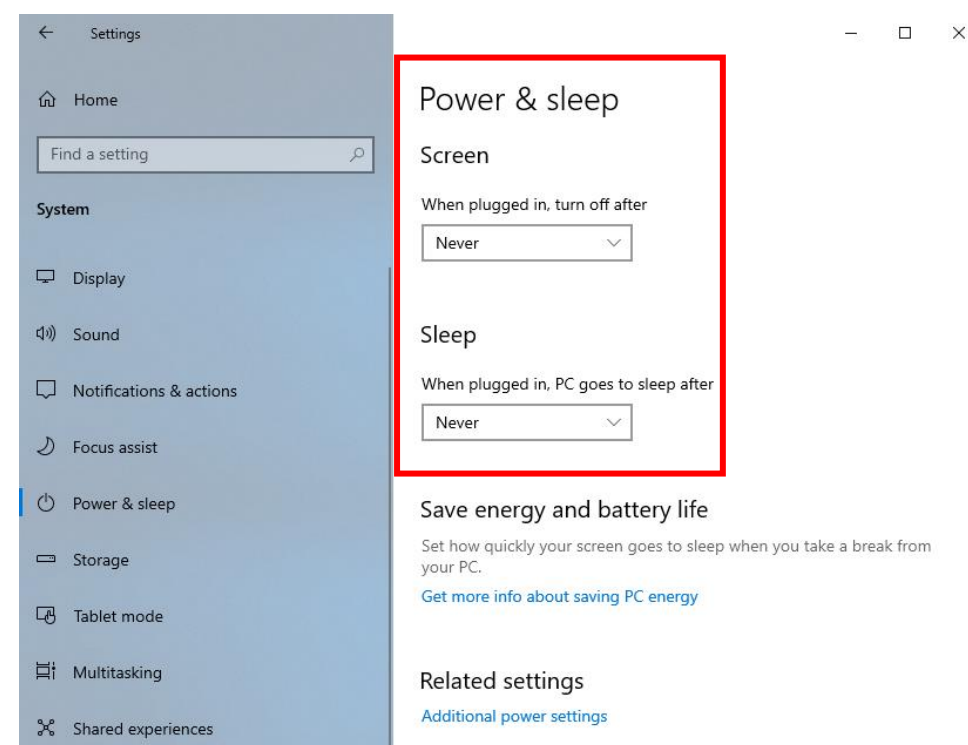 Settings
Home
Find a setting
System
Display
Sound
Notifications & actions
Focus assist
Power & sleep
Storage
Tablet mode
Multitasking
Shared experiences
Power & sleep
Screen
When plugged in, turn off after
Never
Sleep
When plugged in, PC goes to sleep after
Never
Save energy and battery life
Set how quickly your screen goes to sleep when you take a break from
your PC.
Get more info about saving PC energy
Related settings
Additional power settings